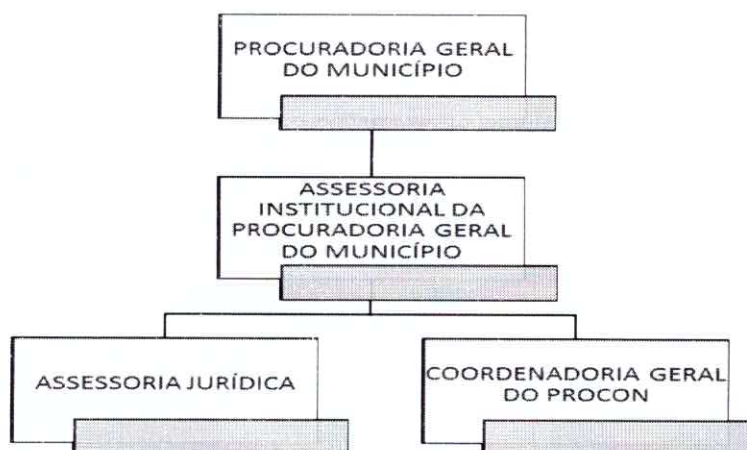 PROCURADORIA GERAL
DO MUNICÍPIO
ASSESSORIA
INSTITUCIONAL DA
PROCURADORIA GERAL
DO MUNICÍPIO
ASSESSORIA JURÍDICA
COORDENADORIA GERAL
DO PROCON